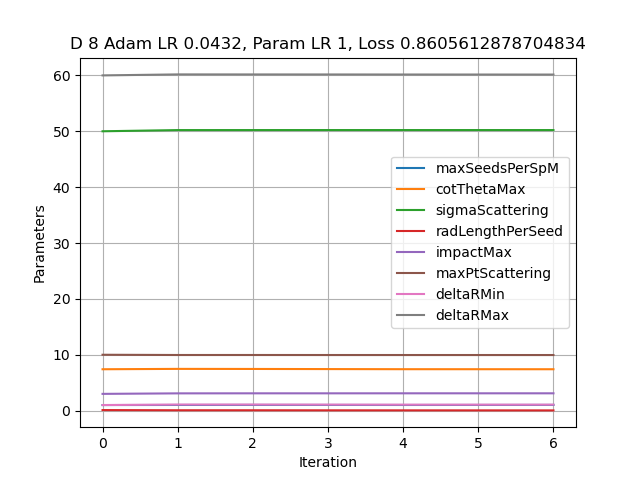 D 8 Adam LR 0.0432, Param LR 1, Loss 0.8605612878704834
60
50
40
30
20
10
0
Parameters
maxSeedsPerSpM
cotThetaMax
sigmaScattering
radLengthPerSeed
impactMax
maxPtScattering
deltaRMin
deltaRMax
0 1 2 3 4 5 6
Iteration